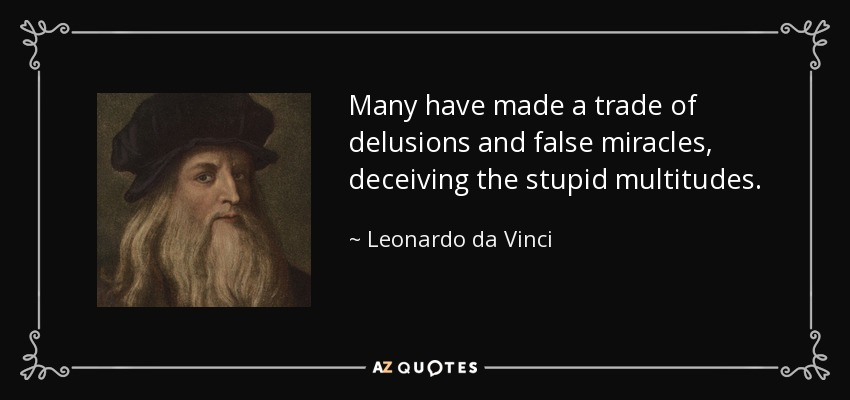 Many have made a trade of
delusions and false miracles,
deceiving the stupid multitudes.
~ Leonardo da Vinci
AZ QUOTES